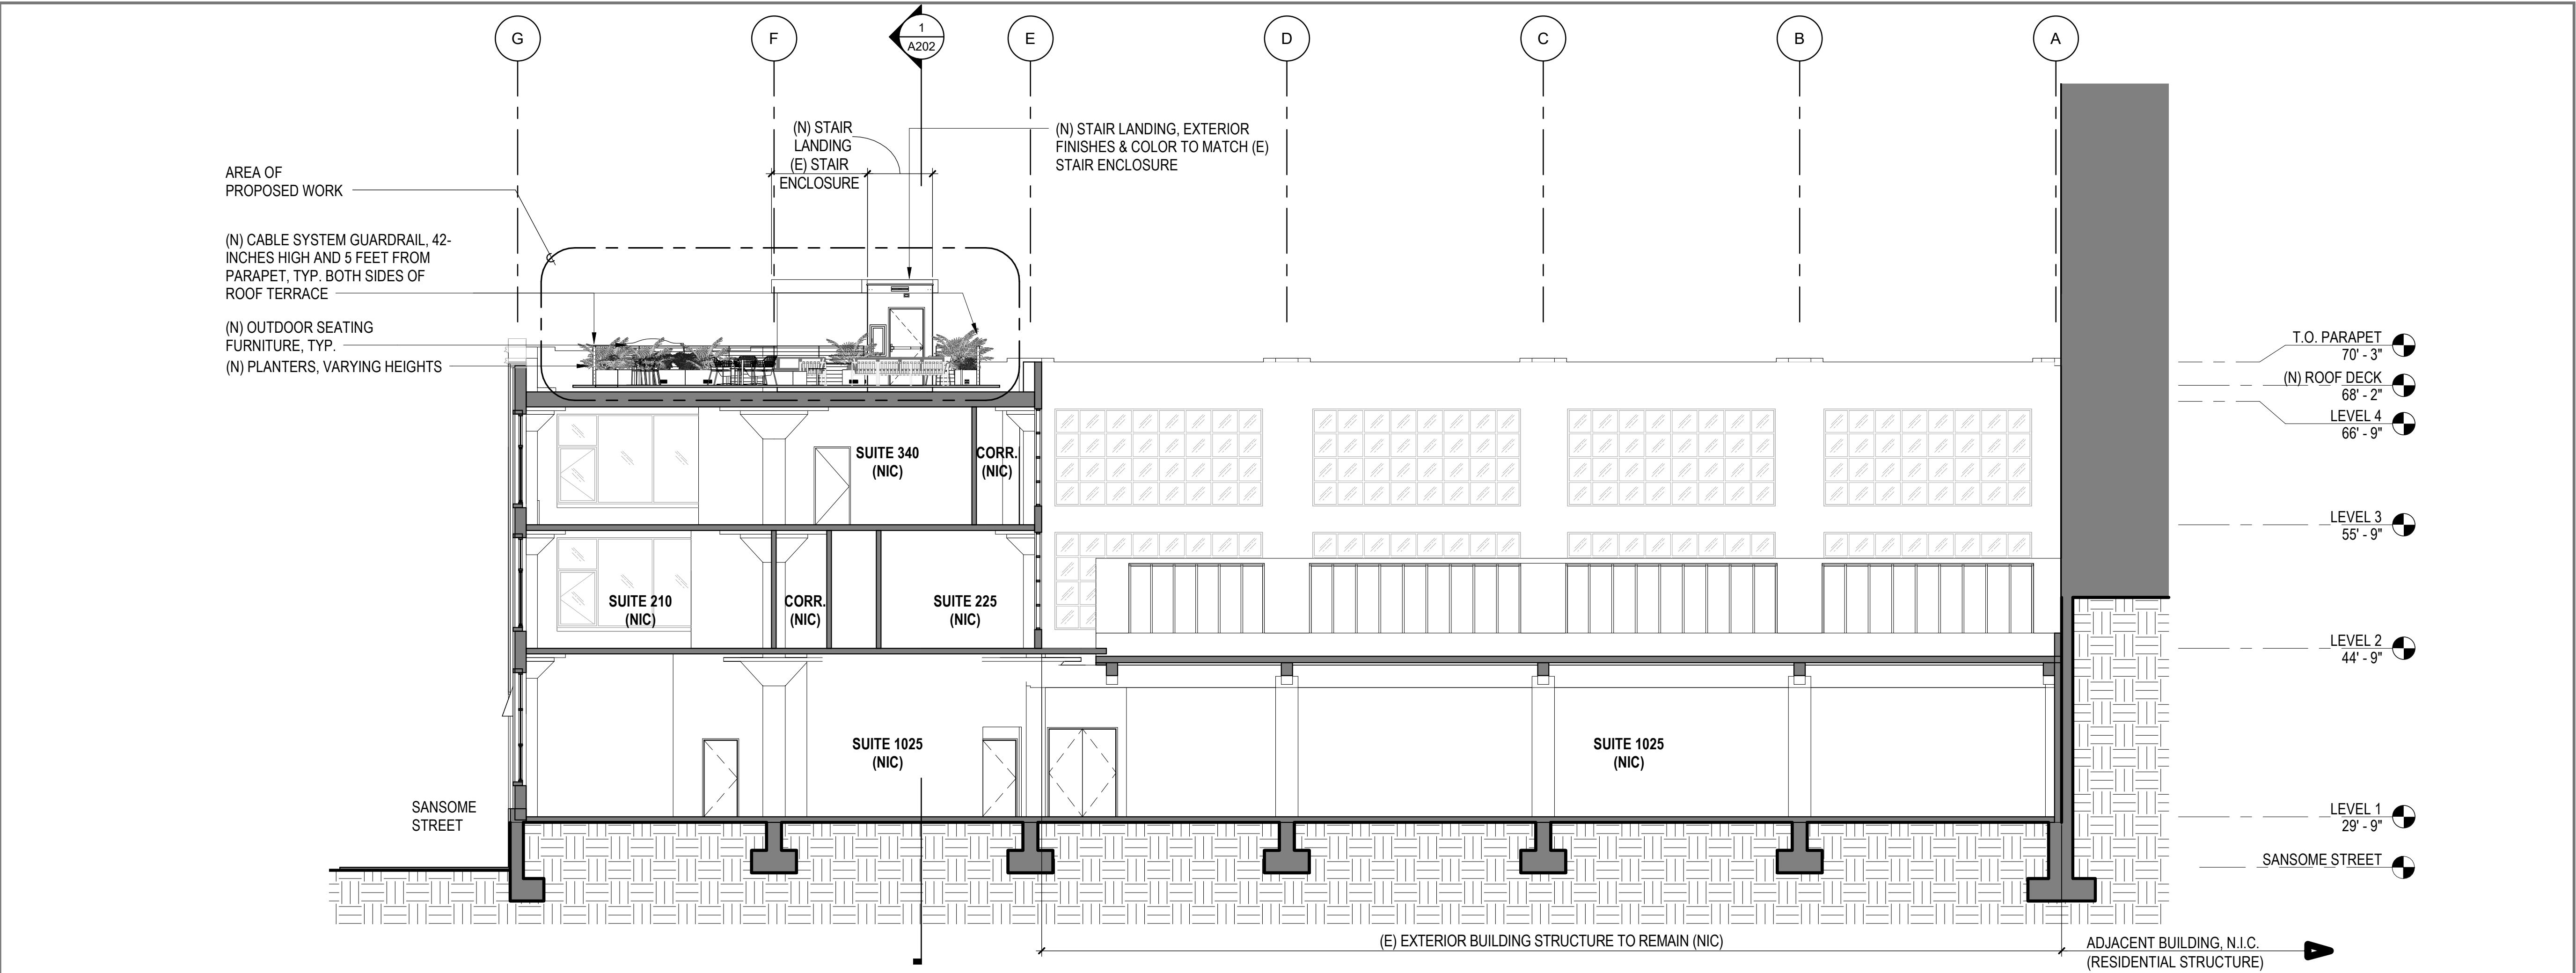 G
F
1
A202
E
D
C
B
A
(N) STAIR
LANDING
(E) STAIR
ENCLOSURE
(N) STAIR LANDING, EXTERIOR
FINISHES & COLOR TO MATCH (E)
STAIR ENCLOSURE
AREA OF
PROPOSED WORK
(N) CABLE SYSTEM GUARDRAIL, 42-
INCHES HIGH AND 5 FEET FROM
PARAPET, TYP. BOTH SIDES OF
ROOF TERRACE
(N) OUTDOOR SEATING
FURNITURE, TYP.
(N) PLANTERS, VARYING HEIGHTS
T.O. PARAPET
70' - 3"
(N) ROOF DECK
68' - 2"
LEVEL 4
66' - 9"
SUITE 340
(NIC)
CORR.
(NIC)
LEVEL 3
55' - 9"
SUITE 210
(NIC)
CORR.
(NIC)
SUITE 225
(NIC)
LEVEL 2
44' - 9"
SUITE 1025
(NIC)
SUITE 1025
(NIC)
SANSOME
STREET
LEVEL 1
29' - 9"
SANSOME STREET
(E) EXTERIOR BUILDING STRUCTURE TO REMAIN (NIC)
ADJACENT BUILDING, N.I.C.
(RESIDENTIAL STRUCTURE)